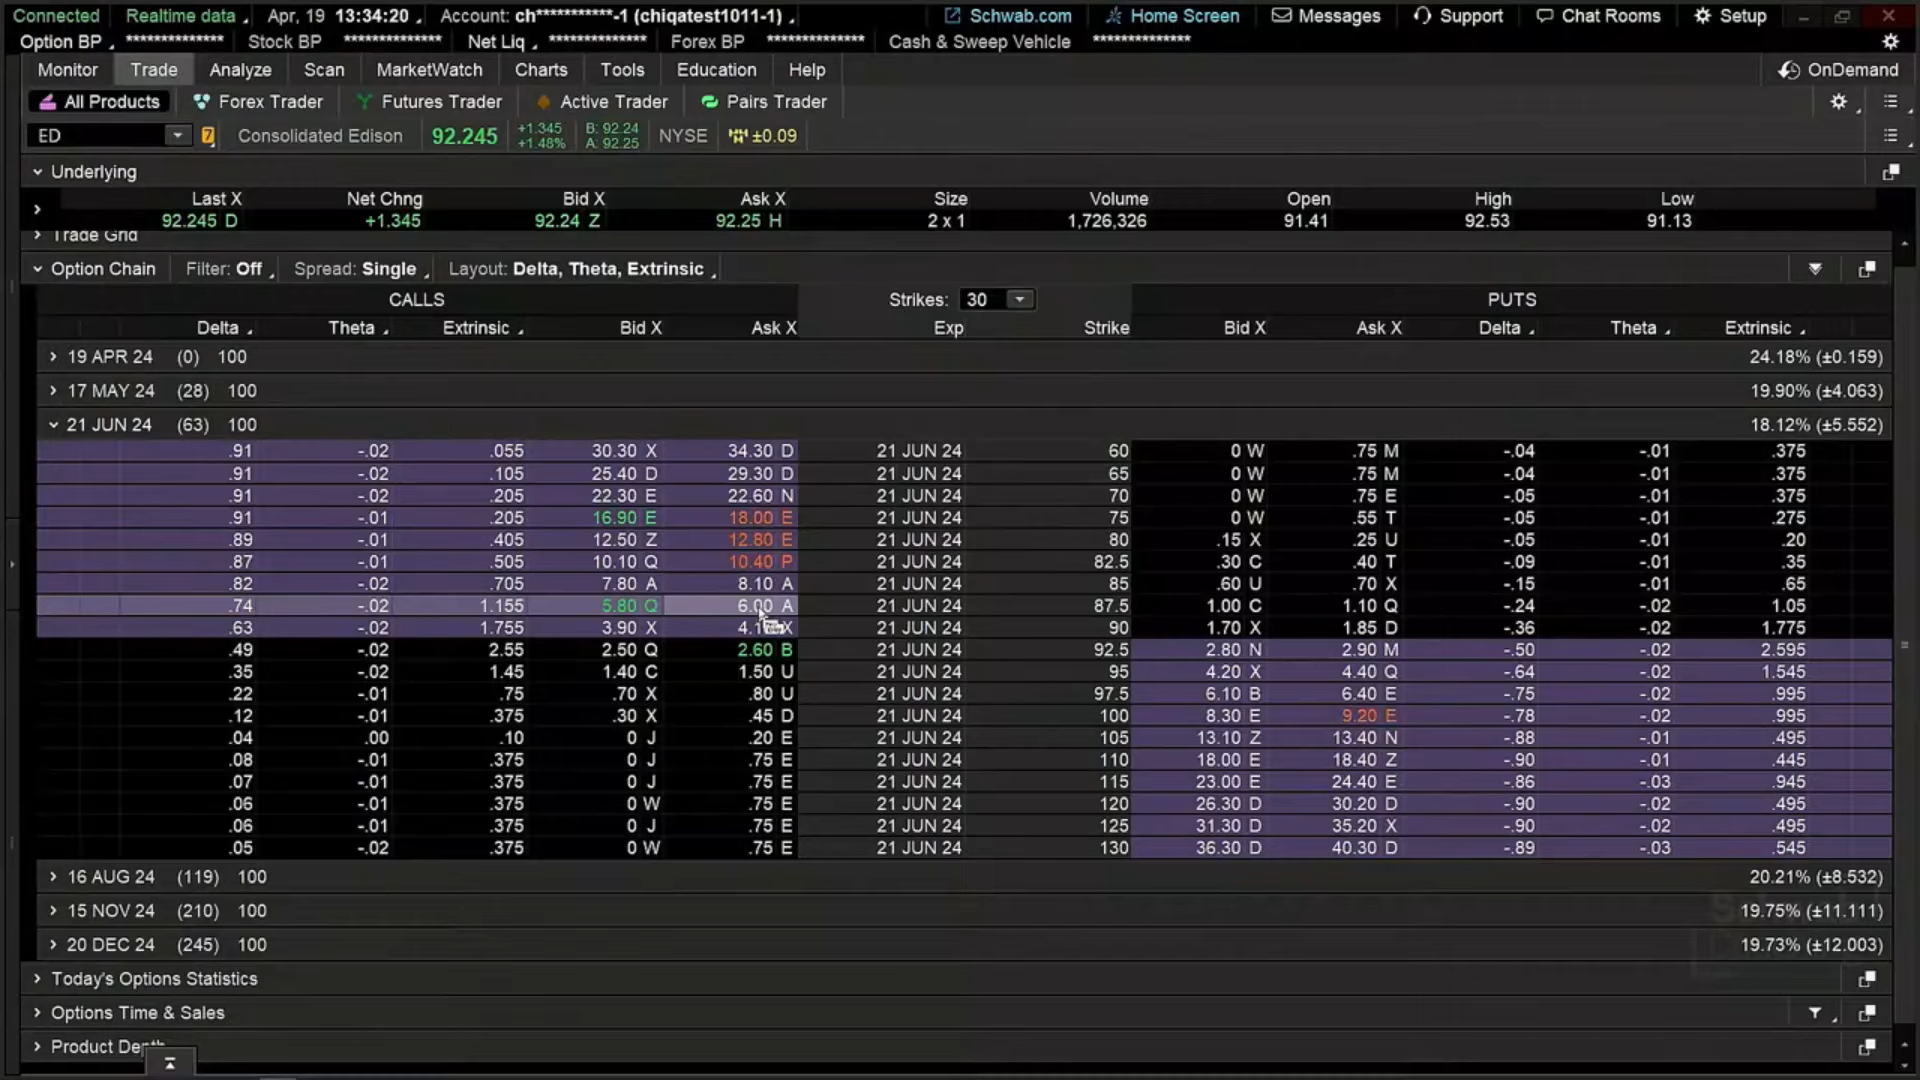 Connected Realtime data Apr, 19 13:34:20 Account: ch***********-1 (chiqatest1011-1) Schwab.com Home Screen Messages Support Chat Rooms Setup
Option BP ************** Stock BP ************** Net Liq ************** Forex BP ************** Cash & Sweep Vehicle **************
Monitor Trade Analyze Scan MarketWatch Charts Tools Education Help OnDemand
All Products Forex Trader Futures Trader Active Trader Pairs Trader
ED 7 Consolidated Edison 92.245 +1.345 +1.48% B: 92.24 A: 92.25 NYSE ±0.09
Underlying
Last X Net Chng Bid X Ask X Size Volume Open High Low
92.245 D +1.345 92.24 Z 92.25 H 2 x 1 1,726,326 91.41 92.53 91.13
Trade Grid
Option Chain Filter: Off Spread: Single Layout: Delta, Theta, Extrinsic
CALLS Strikes: 30 PUTS
Delta Theta Extrinsic Bid X Ask X Exp Strike Bid X Ask X Delta Theta Extrinsic
19 APR 24 (0) 100 24.18% (±0.159)
17 MAY 24 (28) 100 19.90% (±4.063)
21 JUN 24 (63) 100 18.12% (±5.552)
.91 -.02 .055 30.30 X 34.30 D 21 JUN 24 60 0 W .75 M -.04 -.01 .375
.91 -.02 .105 25.40 D 29.30 D 21 JUN 24 65 0 W .75 M -.04 -.01 .375
.91 -.02 .205 22.30 E 22.60 N 21 JUN 24 70 0 W .75 E -.05 -.01 .375
.91 -.01 .205 16.90 E 18.00 E 21 JUN 24 75 0 W .55 T -.05 -.01 .275
.89 -.01 .405 12.50 Z 12.80 E 21 JUN 24 80 .15 X .25 U -.05 -.01 .20
.87 -.01 .505 10.10 Q 10.40 P 21 JUN 24 82.5 .30 C .40 T -.09 -.01 .35
.82 -.02 .705 7.80 A 8.10 A 21 JUN 24 85 .60 U .70 X -.15 -.01 .65
.74 -.02 1.155 5.80 Q 6.00 A 21 JUN 24 87.5 1.00 C 1.10 Q -.24 -.02 1.05
.63 -.02 1.755 3.90 X X 21 JUN 24 90 1.70 X 1.85 D -.36 -.02 1.775
.49 -.02 2.55 2.50 Q 2.60 B 21 JUN 24 92.5 2.80 N 2.90 M -.50 -.02 2.595
.35 -.02 1.45 1.40 C 1.50 U 21 JUN 24 95 4.20 X 4.40 Q -.64 -.02 1.545
.22 -.01 .75 .70 X .80 U 21 JUN 24 97.5 6.10 B 6.40 E -.75 -.02 .995
.12 -.01 .375 .30 X .45 D 21 JUN 24 100 8.30 E 9.20 E -.78 -.02 .995
.04 .00 .10 0 J .20 E 21 JUN 24 105 13.10 Z 13.40 N -.88 -.01 .495
.08 -.01 .375 0 J .75 E 21 JUN 24 110 18.00 E 18.40 Z -.90 -.01 .445
.07 -.01 .375 0 J .75 E 21 JUN 24 115 23.00 E 24.40 E -.86 -.03 .945
.06 -.01 .375 0 W .75 E 21 JUN 24 120 26.30 D 30.20 D -.90 -.02 .495
.06 -.01 .375 0 J .75 E 21 JUN 24 125 31.30 D 35.20 X -.90 -.02 .495
.05 -.02 .375 0 W .75 E 21 JUN 24 130 36.30 D 40.30 D -.89 -.03 .545
16 AUG 24 (119) 100 20.21% (±8.532)
15 NOV 24 (210) 100 19.75% (±11.111)
20 DEC 24 (245) 100 19.73% (±12.003)
Today's Options Statistics
Options Time & Sales
Product Depth